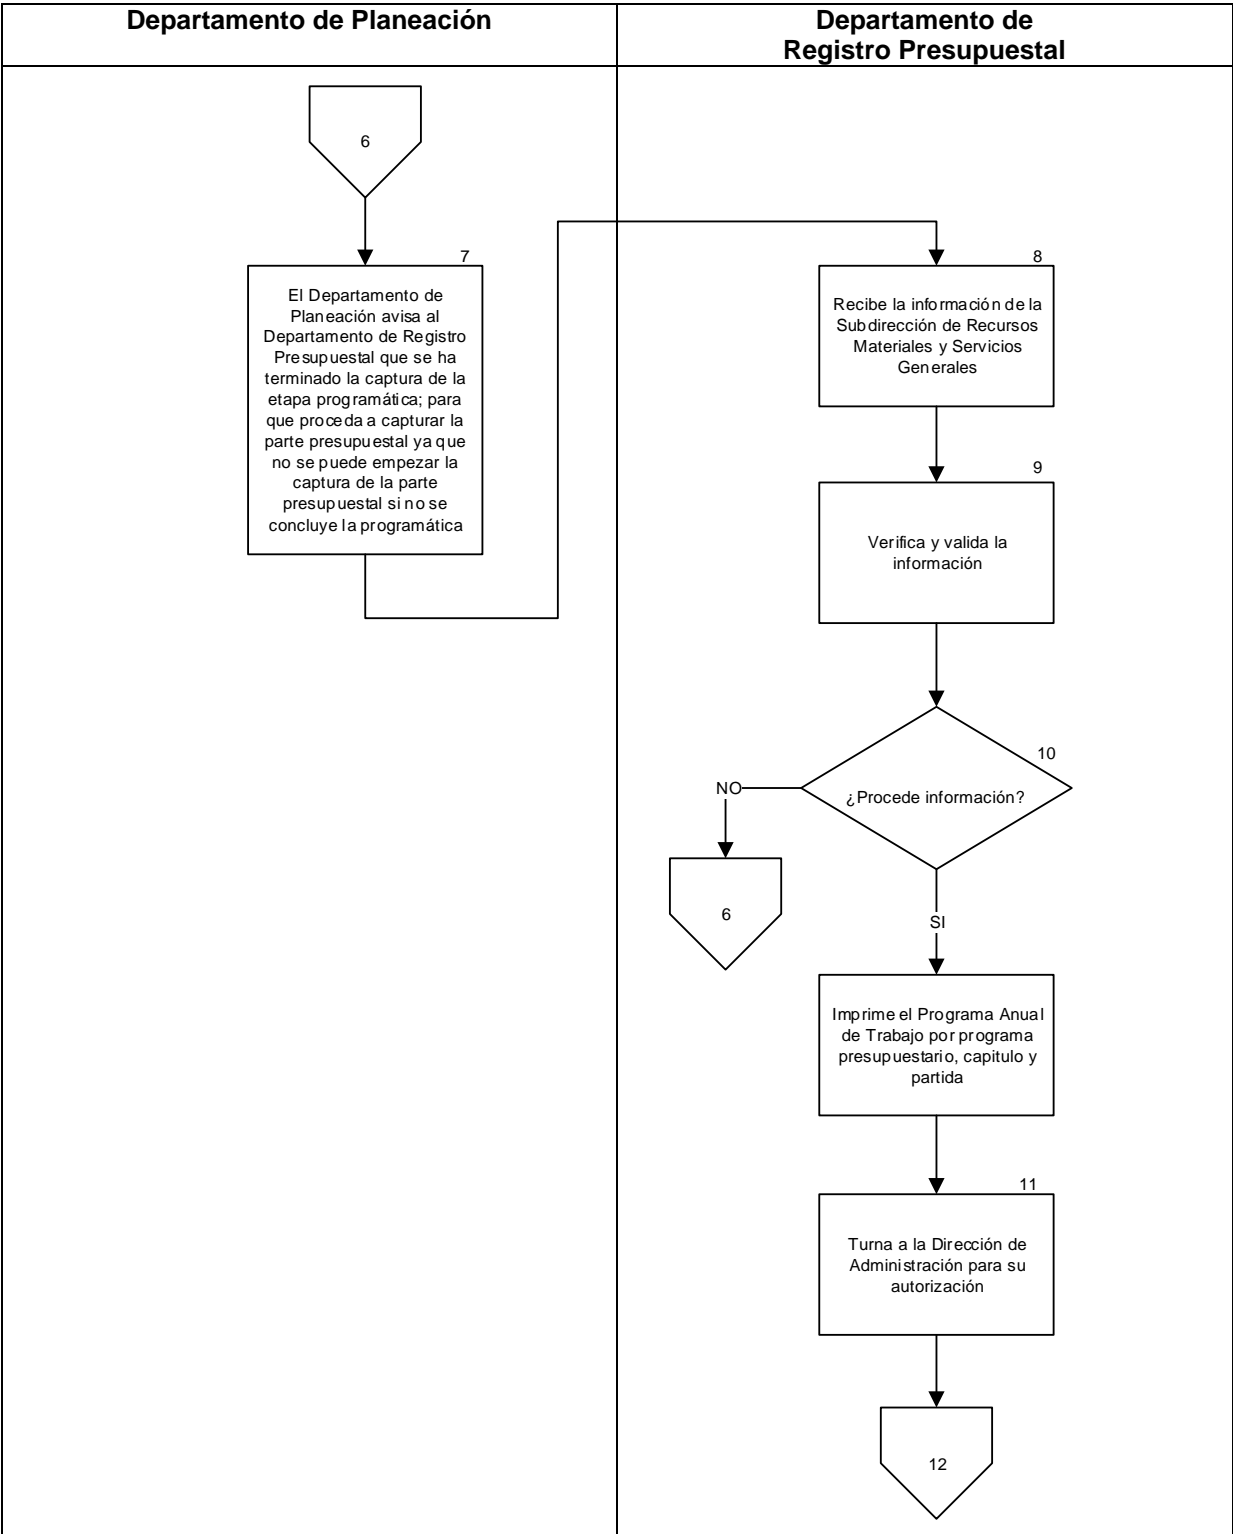 Departamento de Planeación
Departamento de
Registro Presupuestal
6
7
El Departamento de
Planeación avisa al
Departamento de Registro
Presupuestal que se ha
terminado la captura de la
etapa programática; para
que proceda a capturar la
parte presupuestal ya que
no se puede empezar la
captura de la parte
presupuestal si no se
concluye la programática
8
Recibe la información de la
Subdirección de Recursos
Materiales y Servicios
Generales
9
Verifica y valida la
información
10
¿Procede información?
NO
6
SI
Imprime el Programa Anual
de Trabajo por programa
presupuestario, capitulo y
partida
11
Turna a la Dirección de
Administración para su
autorización
12